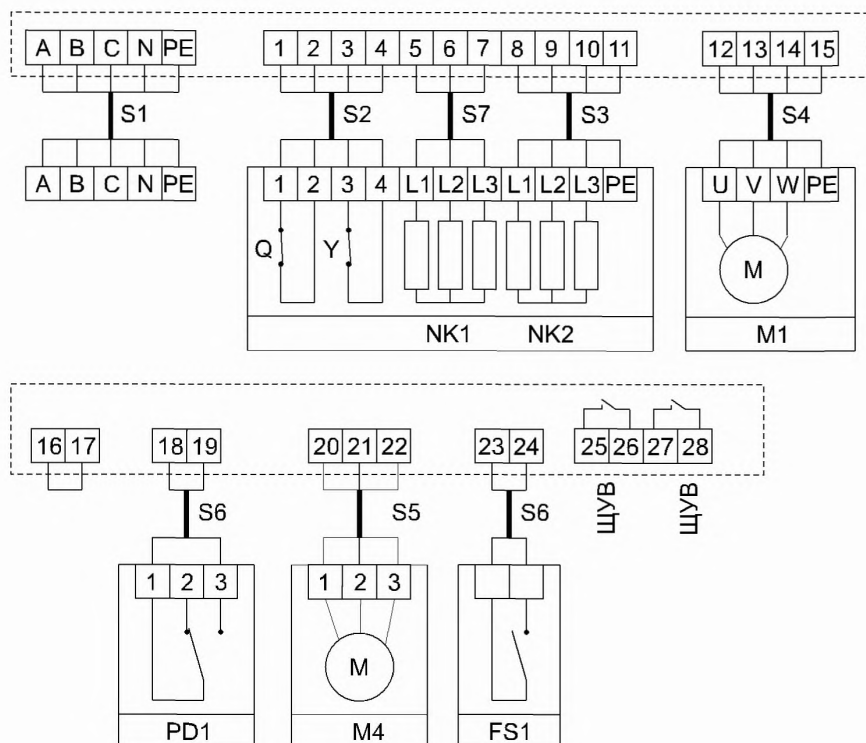 A B C N PE
1 2 3 4 5 6 7 8 9 10 11
12 13 14 15
S1
S2
S7
S3
S4
A B C N PE
1 2 3 4 L1 L2 L3 L1 L2 L3 PE
U V W PE
Q
Y
M
NK1
NK2
M1
16 17
18 19
20 21 22
23 24
25 26 27 28
ЩУВ
ЩУВ
S6
S5
S6
1 2 3
1 2 3
M
PD1
M4
FS1